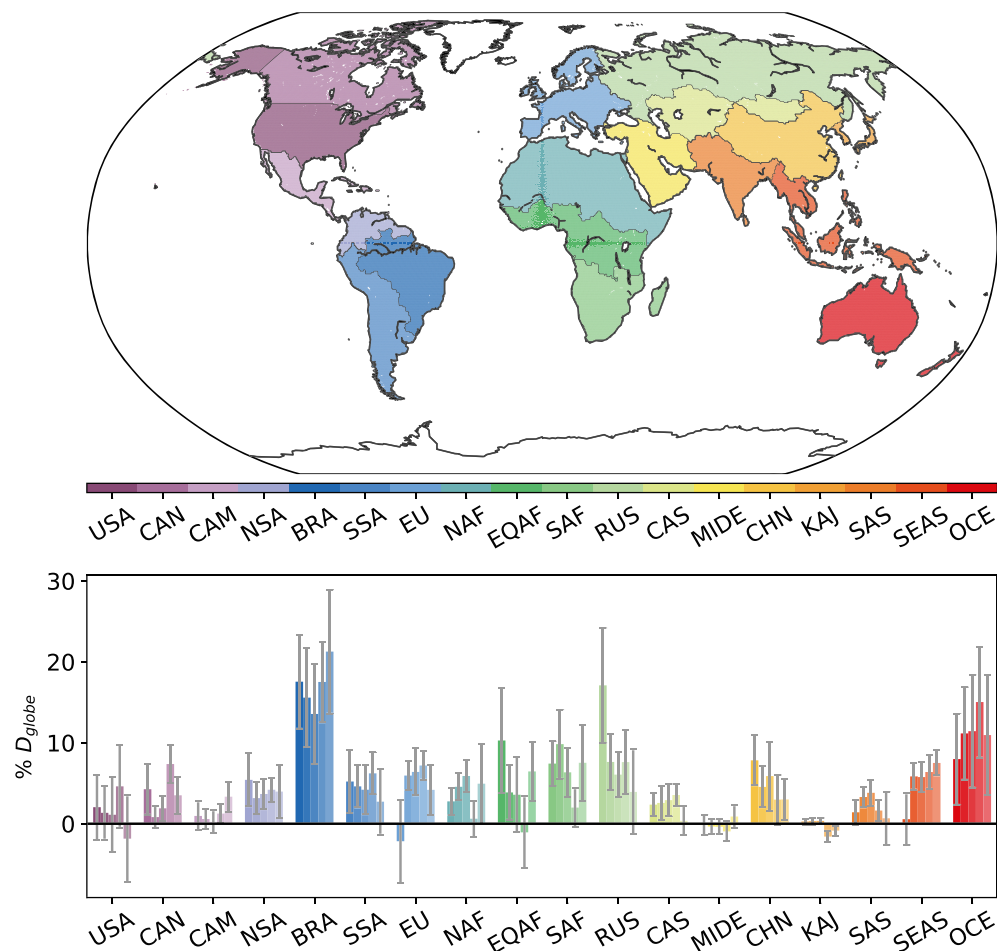 USA CAN CAM NSA BRA SSA EU NAF EQAF SAF RUS CAS MIDE CHN KAJ SAS SEAS OCE
30
20
10
0
% D_globe
USA CAN CAM NSA BRA SSA EU NAF EQAF SAF RUS CAS MIDE CHN KAJ SAS SEAS OCE